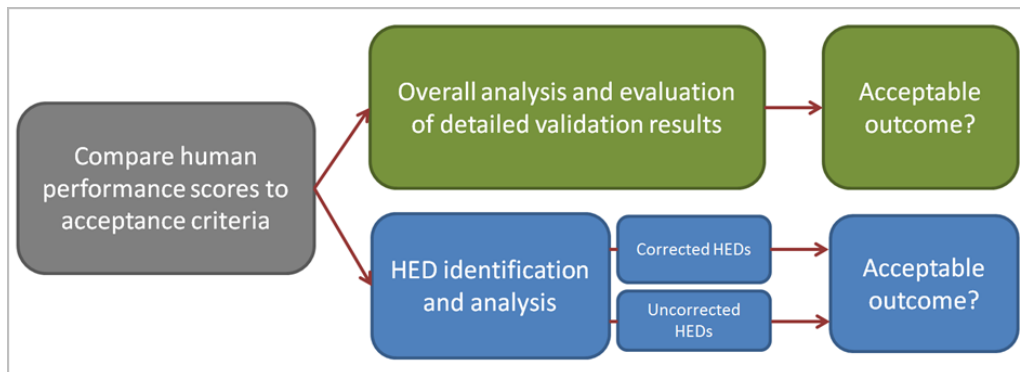 Compare human
performance scores to
acceptance criteria
Overall analysis and evaluation
of detailed validation results
Acceptable
outcome?
HED identification
and analysis
Corrected HEDs
Uncorrected
HEDs
Acceptable
outcome?